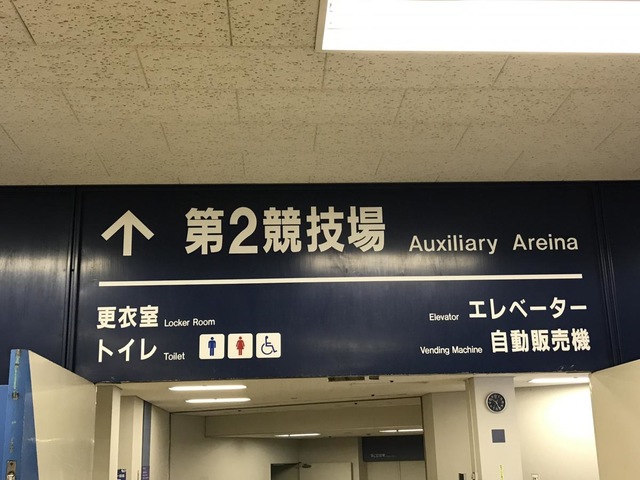 ↑ 第2競技場 Auxiliary Areina
更衣室 Locker Room
トイレ Toilet
Elevator エレベーター
Vending Machine 自動販売機